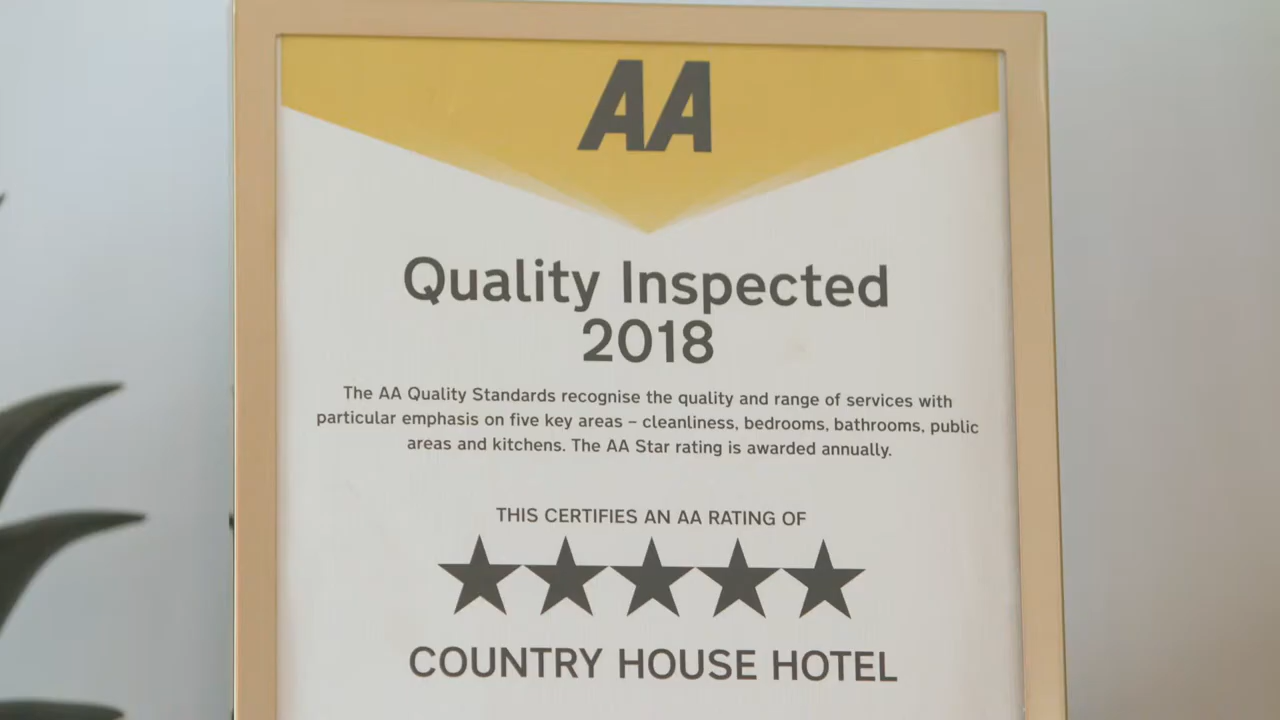 AA
Quality Inspected
2018
The AA Quality Standards recognise the quality and range of services with
particular emphasis on five key areas – cleanliness, bedrooms, bathrooms, public
areas and kitchens. The AA Star rating is awarded annually.
THIS CERTIFIES AN AA RATING OF
COUNTRY HOUSE HOTEL